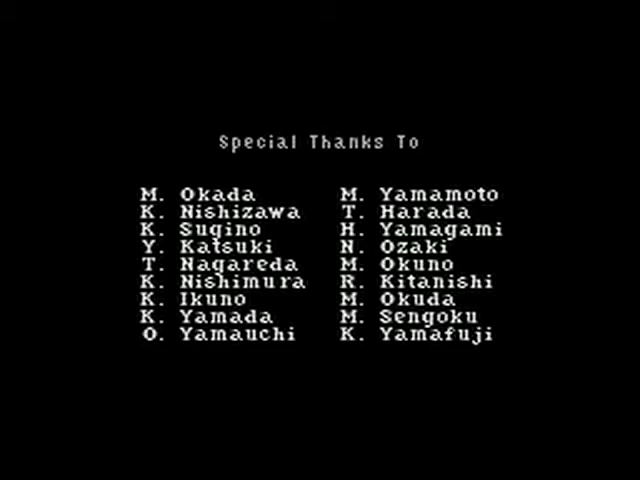 Special Thanks To
M. Okada M. Yamamoto
K. Nishizawa T. Harada
K. Sugino H. Yamagami
Y. Katsuki N. Ozaki
T. Nagareda M. Okuno
K. Nishimura R. Kitanishi
K. Ikuno M. Okuda
K. Yamada M. Sengoku
O. Yamauchi K. Yamafuji